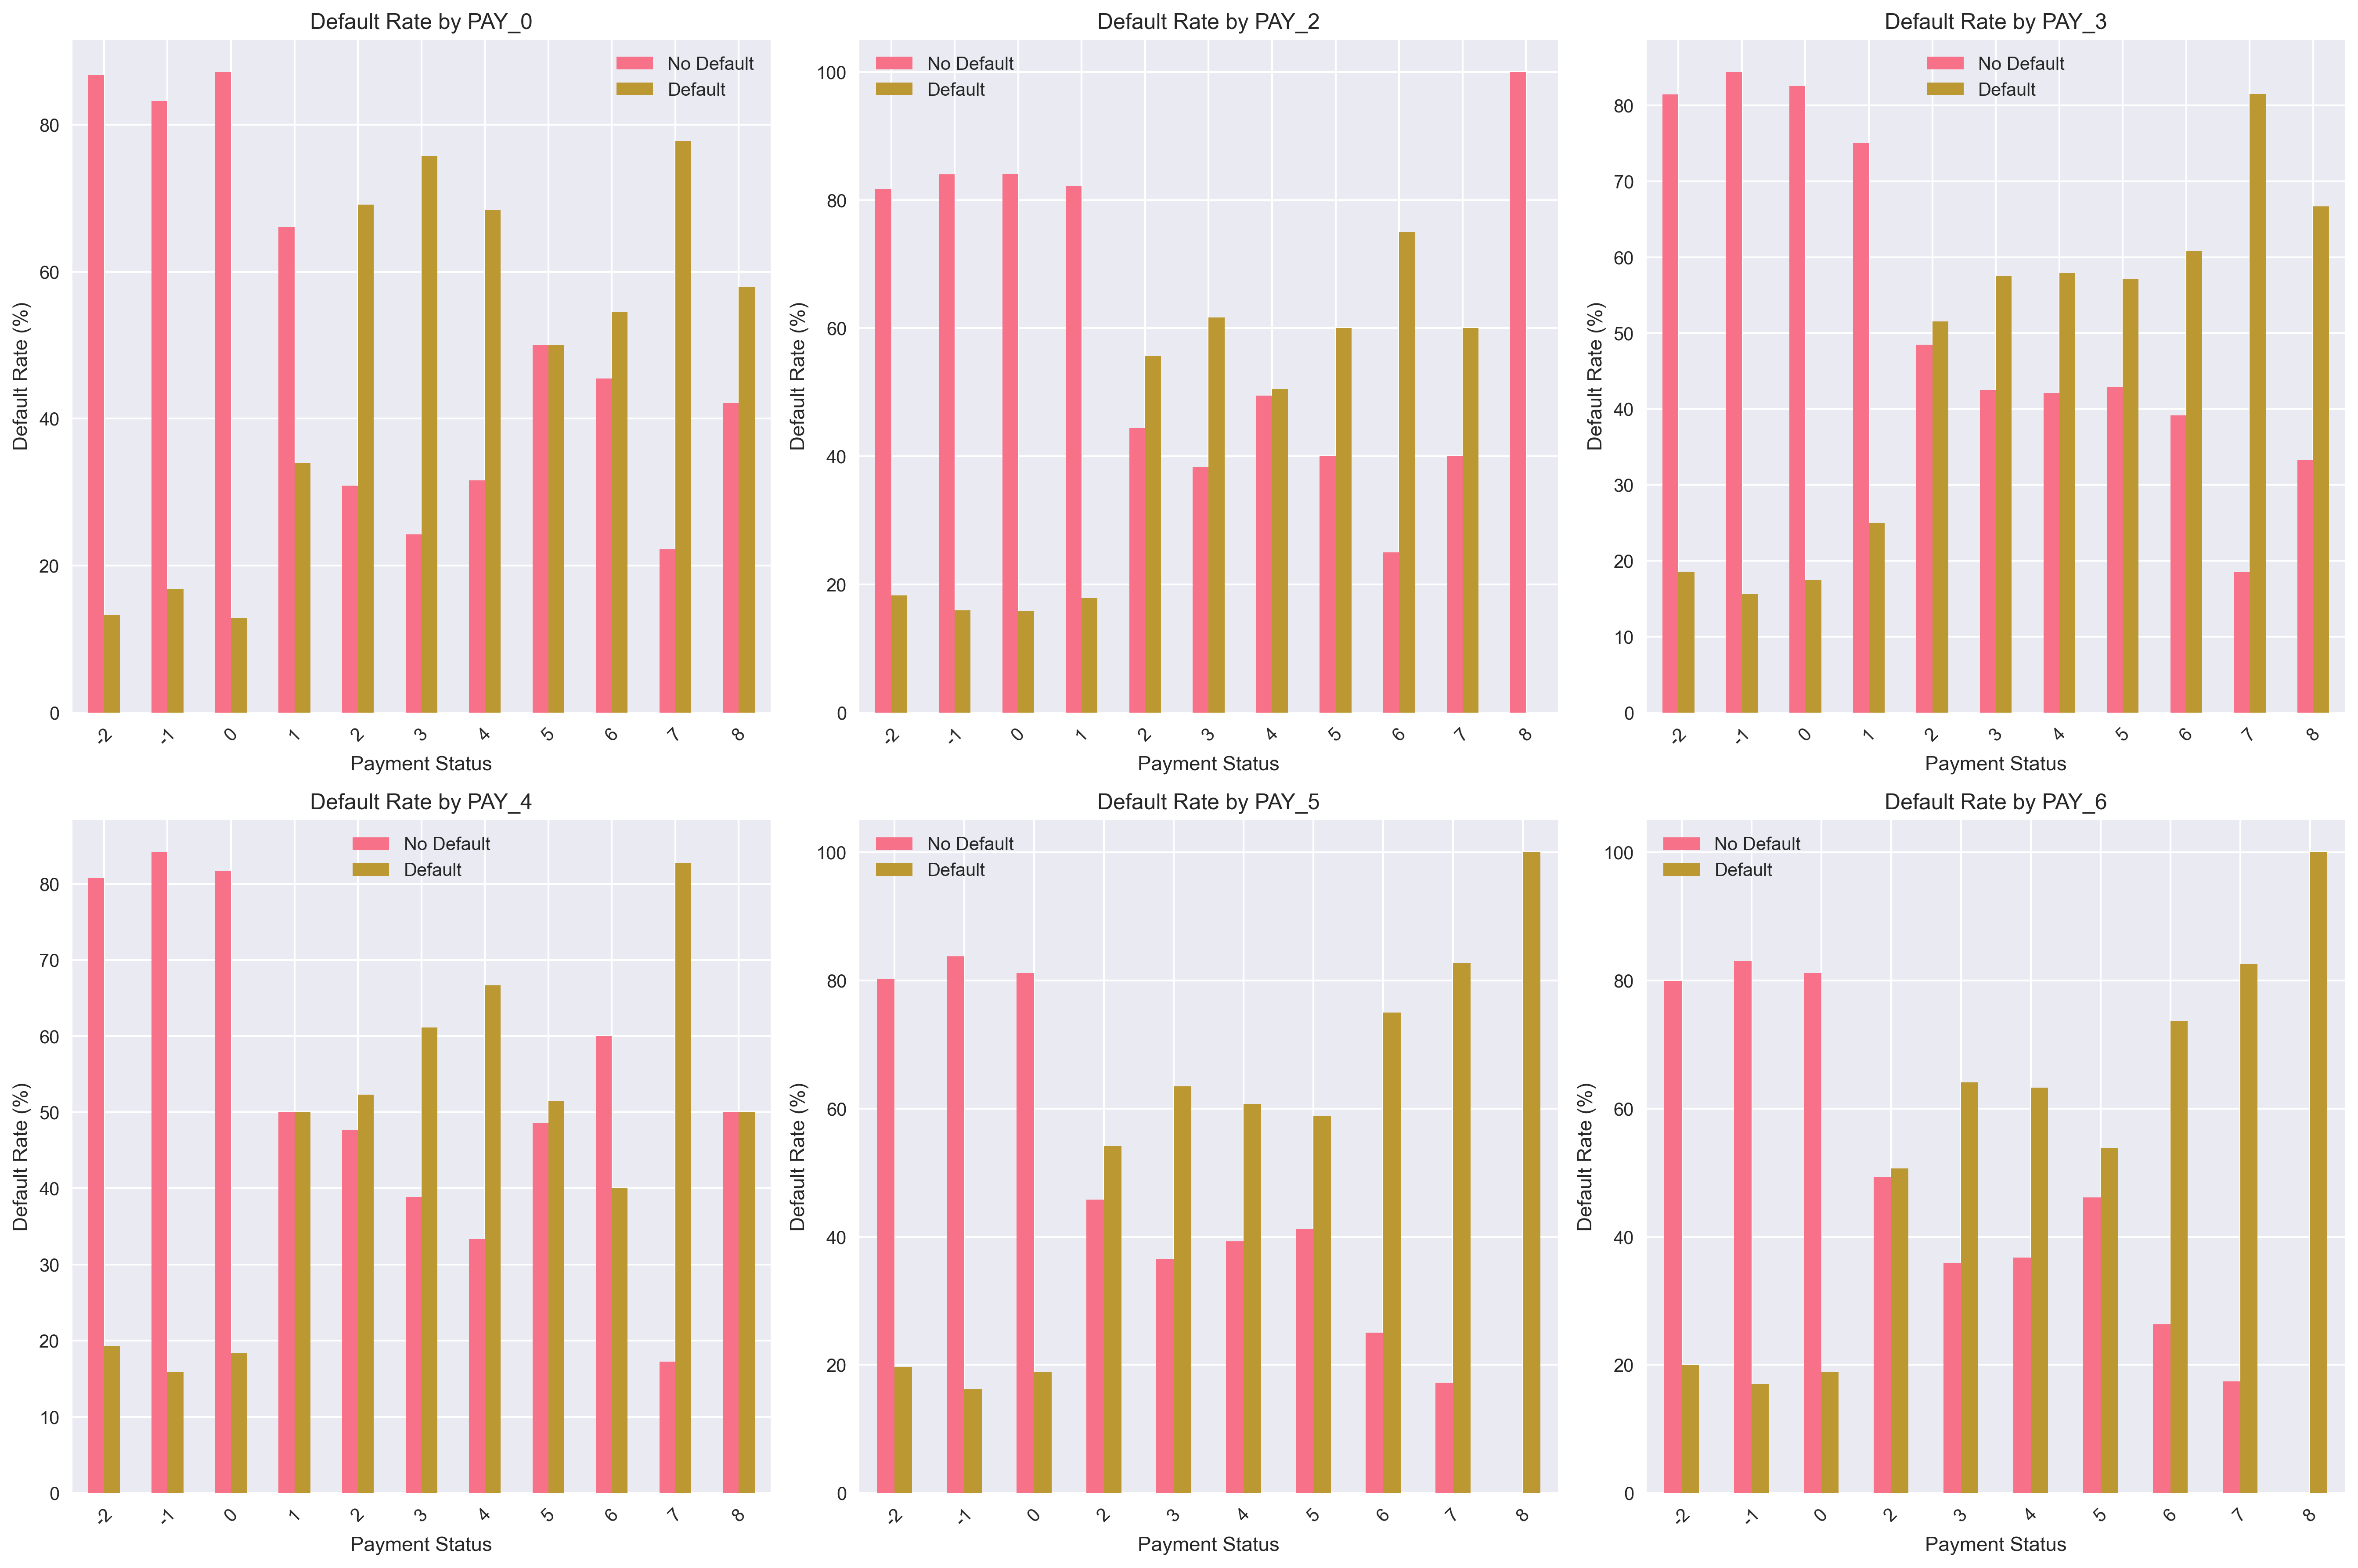 Default Rate by PAY_0
No Default
Default
Default Rate (%)
80
60
40
20
0
-2 -1 0 1 2 3 4 5 6 7 8
Payment Status
Default Rate by PAY_2
No Default
Default
Default Rate (%)
100
80
60
40
20
0
-2 -1 0 1 2 3 4 5 6 7 8
Payment Status
Default Rate by PAY_3
No Default
Default
Default Rate (%)
80
70
60
50
40
30
20
10
0
-2 -1 0 1 2 3 4 5 6 7 8
Payment Status
Default Rate by PAY_4
No Default
Default
Default Rate (%)
80
70
60
50
40
30
20
10
0
-2 -1 0 1 2 3 4 5 6 7 8
Payment Status
Default Rate by PAY_5
No Default
Default
Default Rate (%)
100
80
60
40
20
0
-2 -1 0 2 3 4 5 6 7 8
Payment Status
Default Rate by PAY_6
No Default
Default
Default Rate (%)
100
80
60
40
20
0
-2 -1 0 2 3 4 5 6 7 8
Payment Status